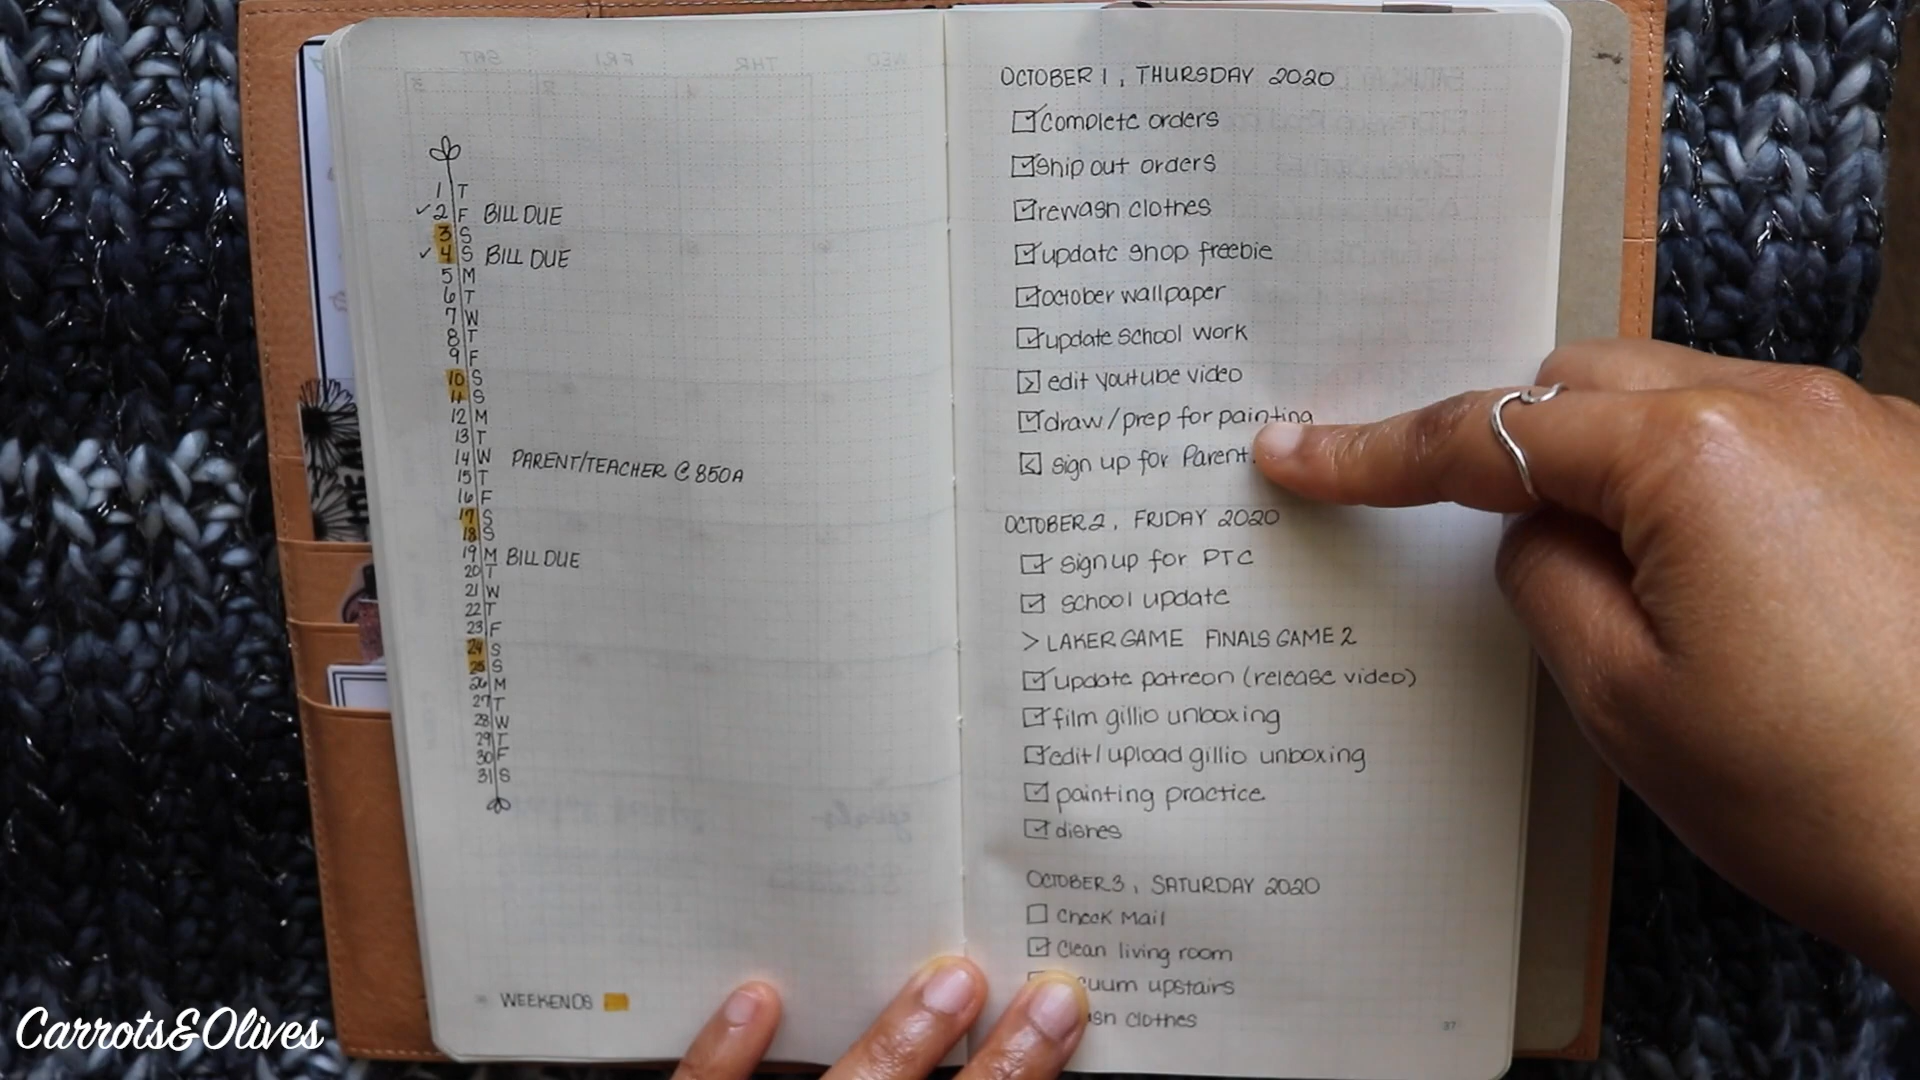 1 T
✓ 2 F BILL DUE
3 S
✓ 4 S BILL DUE
5 M
6 T
7 W
8 T
9 F
10 S
11 S
12 M
13 T
14 W PARENT/TEACHER @ 850A
15 T
16 F
17 S
18 S
19 M BILL DUE
20 T
21 W
22 T
23 F
24 S
25 S
26 M
27 T
28 W
29 T
30 F
31 S
WEEKENDS
OCTOBER 1, THURSDAY 2020
Complete orders
Ship out orders
rewash clothes
update shop freebie
october wallpaper
update school work
> edit youtube video
draw/prep for painting
< sign up for Parent
OCTOBER 2, FRIDAY 2020
sign up for PTC
school update
> LAKER GAME FINALS GAME 2
update patreon (release video)
film gillio unboxing
edit/upload gillio unboxing
painting practice
dishes
OCTOBER 3, SATURDAY 2020
Check Mail
Clean living room
cuum upstairs
ash clothes
37
Carrots&Olives